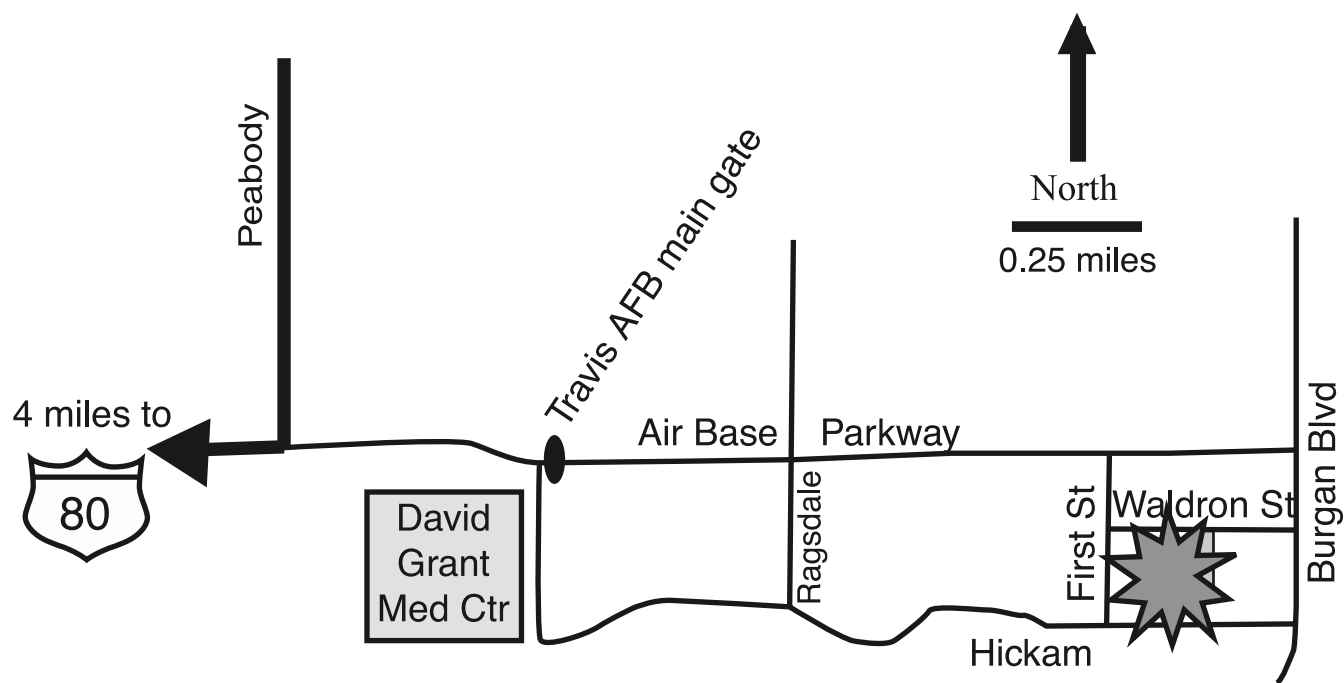 North
0.25 miles
Peabody
Travis AFB main gate
4 miles to
80
Air Base Parkway
David
Grant
Med Ctr
Ragsdale
First St
Waldron St
Burgan Blvd
Hickam